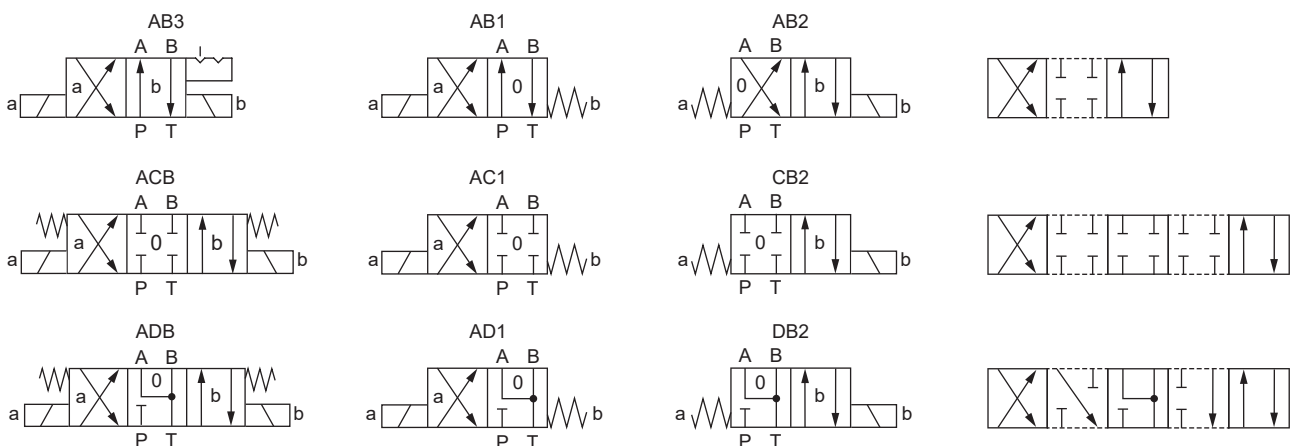 AB3 AB1 AB2
A B A B A B
a b 0 0 b
a b a b a b
P T P T P T
ACB AC1 CB2
A B A B A B
a 0 b a 0 0 b
a b a b a b
P T P T P T
ADB AD1 DB2
A B A B A B
a 0 b a 0 0 b
a b a b a b
P T P T P T